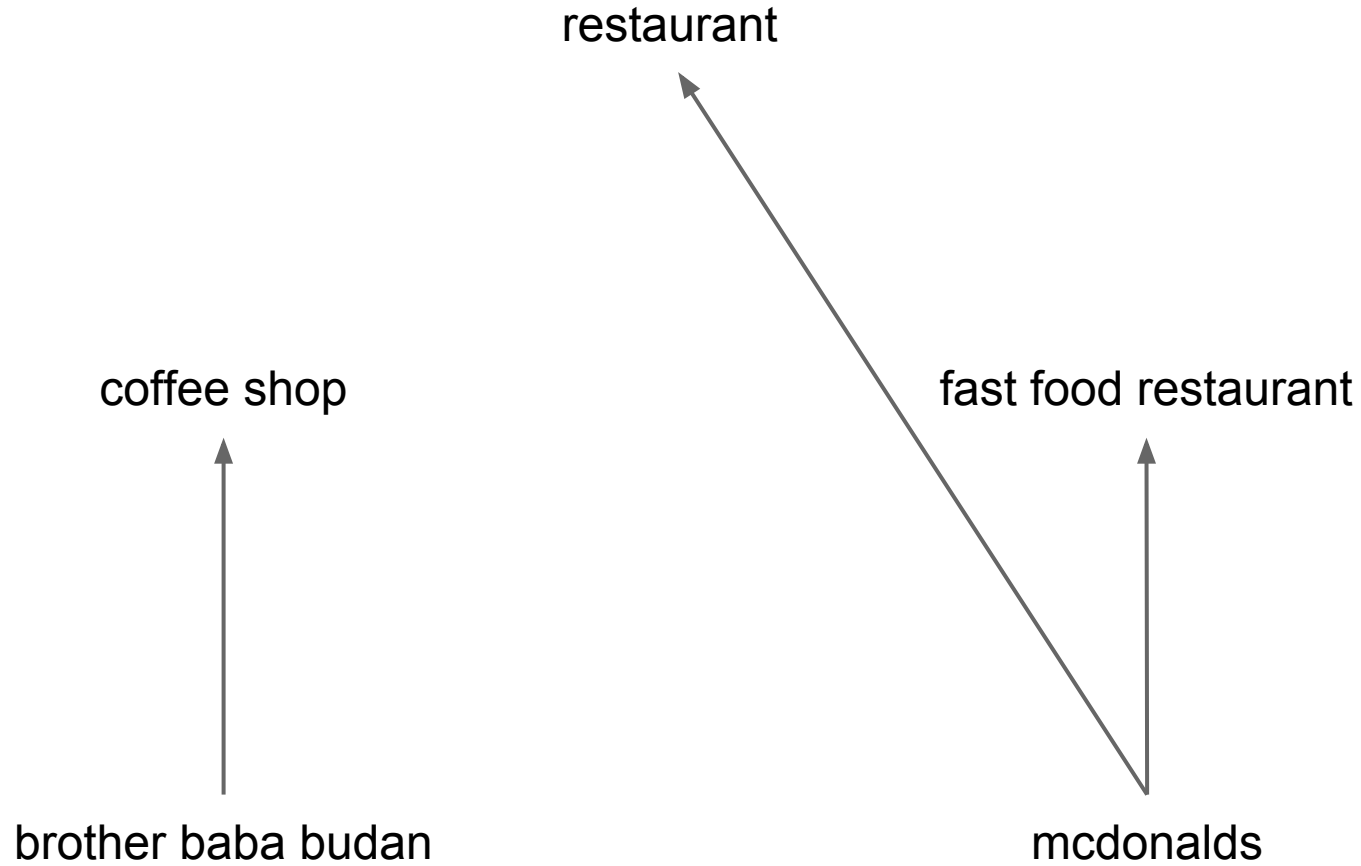 restaurant
coffee shop
fast food restaurant
brother baba budan
mcdonalds